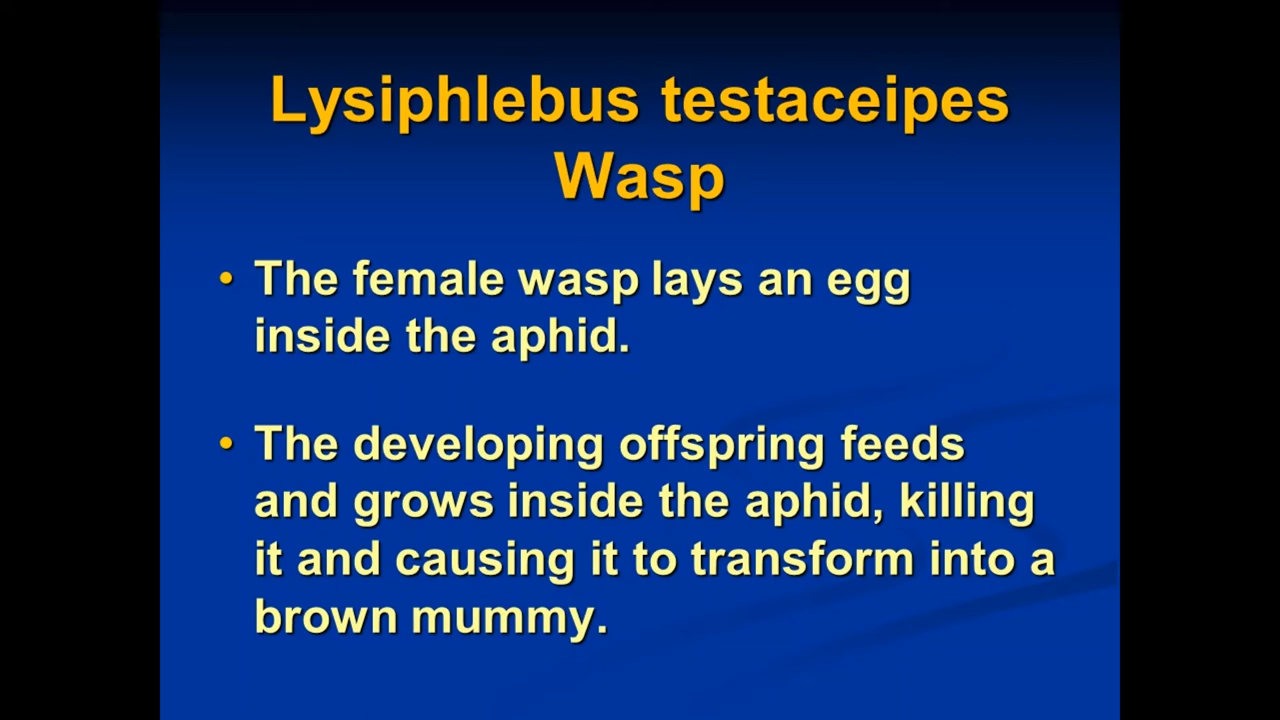 Lysiphlebus testaceipes
Wasp
• The female wasp lays an egg
inside the aphid.
• The developing offspring feeds
and grows inside the aphid, killing
it and causing it to transform into a
brown mummy.